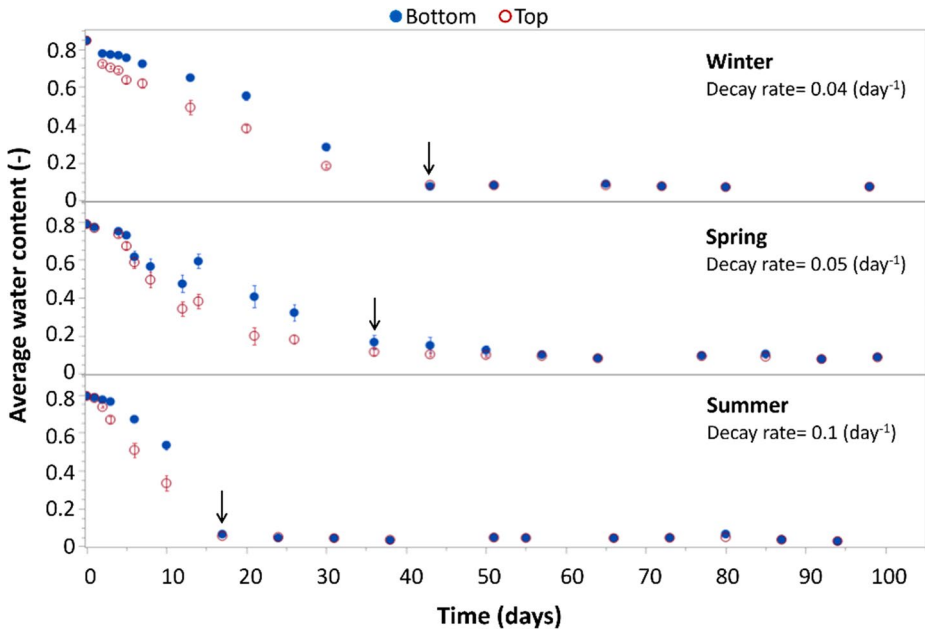 Bottom Top
Average water content (-)
0.8
0.6
0.4
0.2
0
Winter
Decay rate= 0.04 (day⁻¹)
0.8
0.6
0.4
0.2
0
Spring
Decay rate= 0.05 (day⁻¹)
0.8
0.6
0.4
0.2
0
Summer
Decay rate= 0.1 (day⁻¹)
0 10 20 30 40 50 60 70 80 90 100
Time (days)